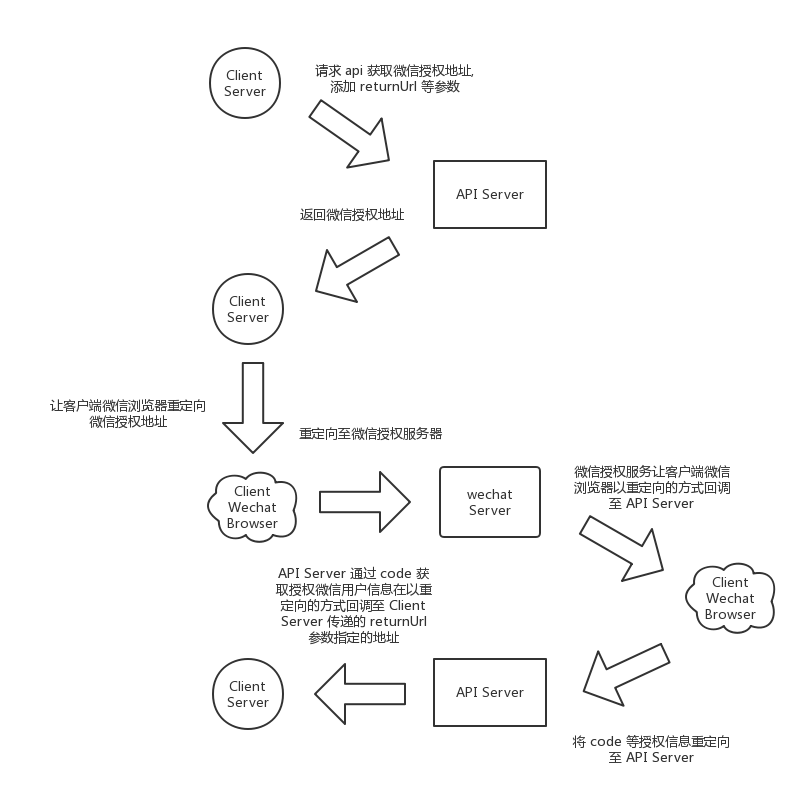 Client
Server
请求 api 获取微信授权地址,
添加 returnUrl 等参数
API Server
返回微信授权地址
Client
Server
让客户端微信浏览器重定向
微信授权地址
重定向至微信授权服务器
Client
Wechat
Browser
wechat
Server
微信授权服务让客户端微信
浏览器以重定向的方式回调
至 API Server
Client
Wechat
Browser
将 code 等授权信息重定向
至 API Server
API Server
API Server 通过 code 获
取授权微信用户信息在以重
定向的方式回调至 Client
Server 传递的 returnUrl
参数指定的地址
Client
Server